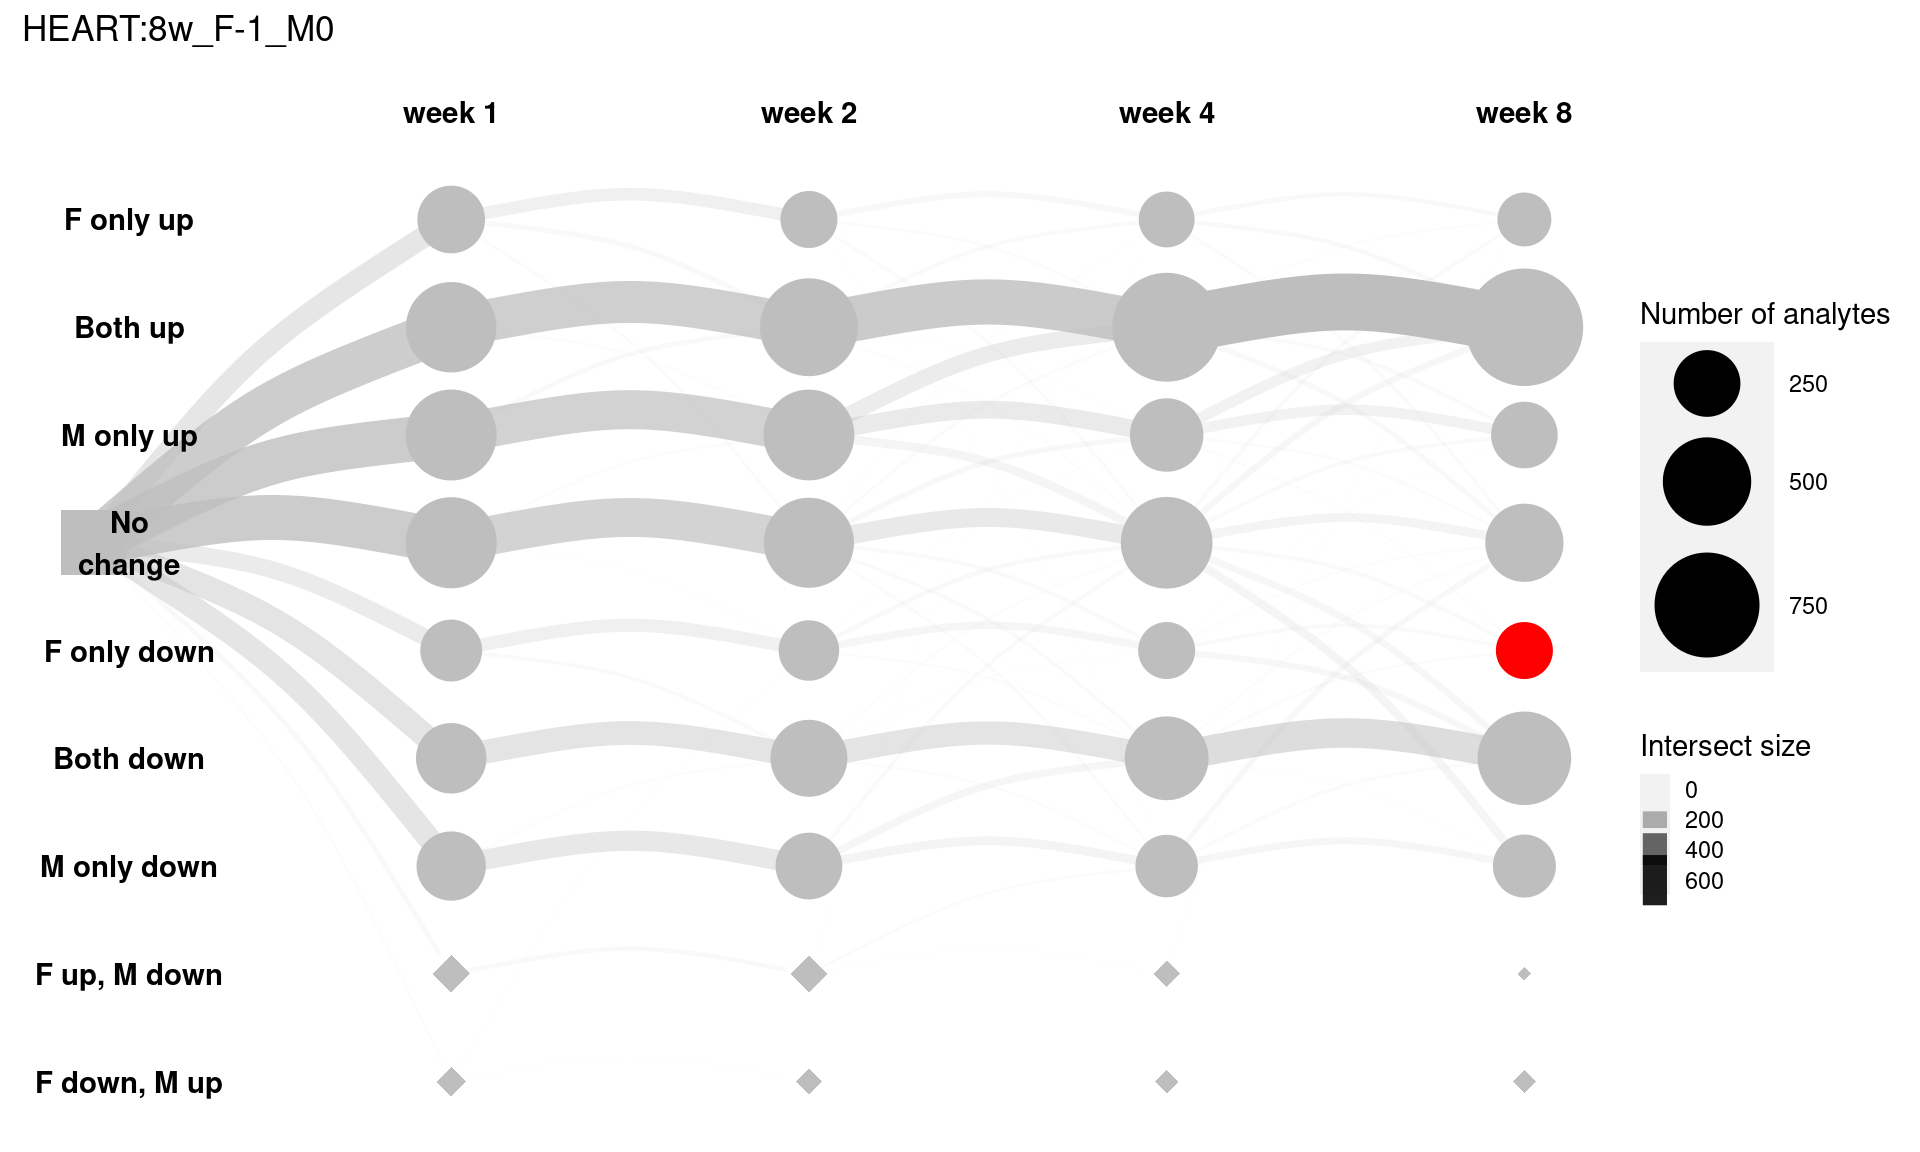 HEART:8w_F-1_M0
week 1
week 2
week 4
week 8
F only up
Both up
M only up
No
change
F only down
Both down
M only down
F up, M down
F down, M up
Number of analytes
250
500
750
Intersect size
0
200
400
600